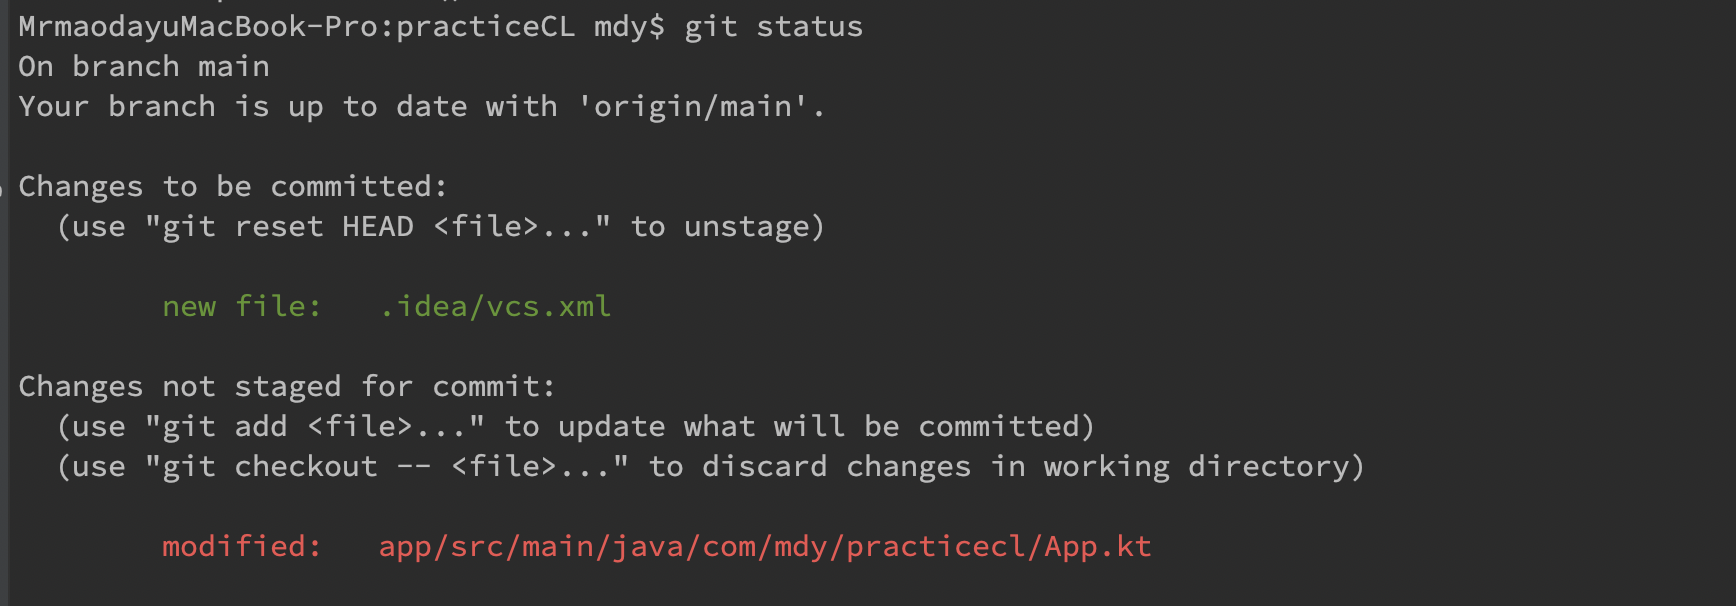 MrmaodayuMacBook-Pro:practiceCL mdy$ git status
On branch main
Your branch is up to date with 'origin/main'.
Changes to be committed:
  (use "git reset HEAD <file>..." to unstage)
        new file:   .idea/vcs.xml
Changes not staged for commit:
  (use "git add <file>..." to update what will be committed)
  (use "git checkout -- <file>..." to discard changes in working directory)
        modified:   app/src/main/java/com/mdy/practicecl/App.kt